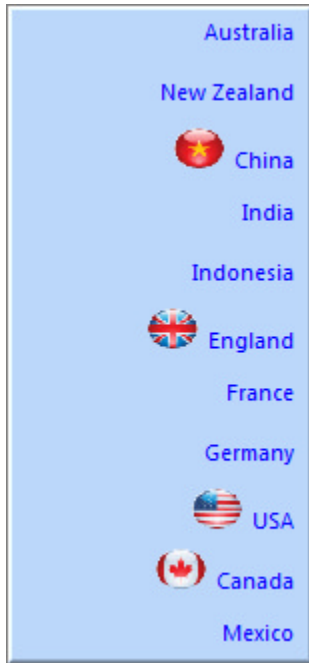 Australia
New Zealand
China
India
Indonesia
England
France
Germany
USA
Canada
Mexico